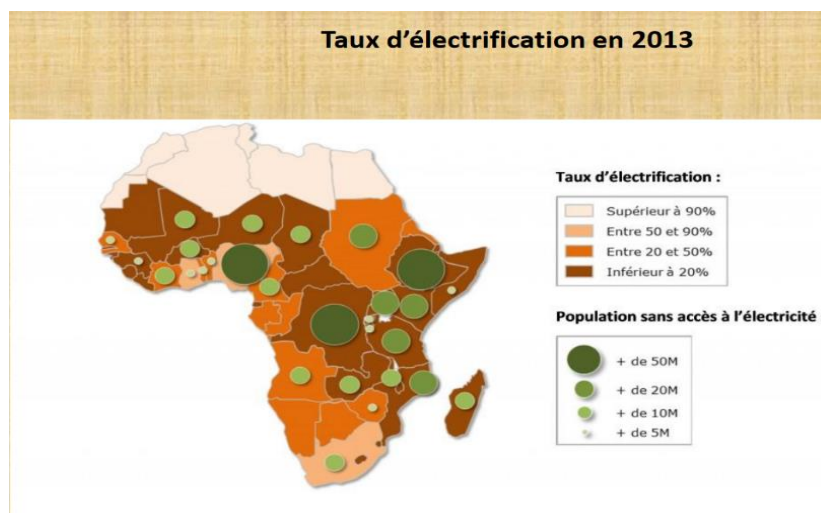 Taux d’électrification en 2013
Taux d’électrification :
Supérieur à 90%
Entre 50 et 90%
Entre 20 et 50%
Inférieur à 20%
Population sans accès à l’électricité
+ de 50M
+ de 20M
+ de 10M
+ de 5M